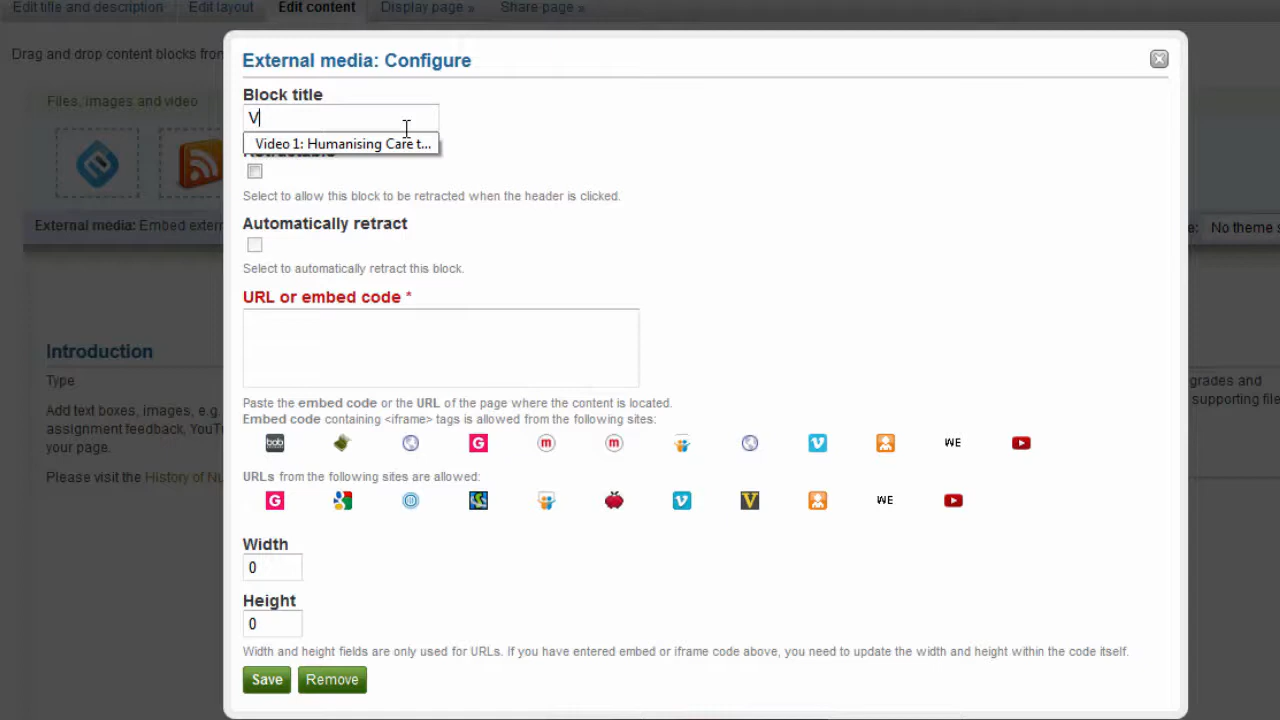 Edit title and description Edit layout Edit content Display page » Share page »
Drag and drop content blocks from
External media: Configure
Block title
V
Video 1: Humanising Care t...
Files, images and video
Select to allow this block to be retracted when the header is clicked.
External media: Embed extern
No theme s
Automatically retract
Select to automatically retract this block.
URL or embed code *
Introduction
Type
Add text boxes, images, e.g.
assignment feedback, YouT
your page.
Please visit the History of Nu
grades and
supporting file
Paste the embed code or the URL of the page where the content is located.
Embed code containing <iframe> tags is allowed from the following sites:
bob G m m V WE
URLs from the following sites are allowed:
G V V WE
Width
0
Height
0
Width and height fields are only used for URLs. If you have entered embed or iframe code above, you need to update the width and height within the code itself.
Save Remove